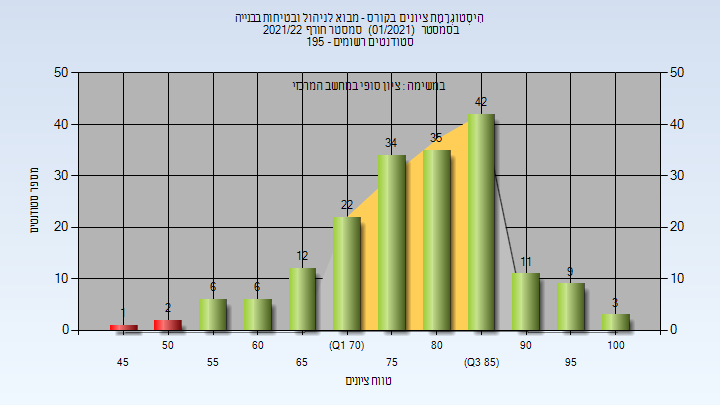 היסטוגרמת ציונים בקורס - מבוא לניהול ובטיחות בבנייה
בסמסטר (01/2021) סמסטר חורף 2021/22
סטודנטים רשומים - 195
במשימה : ציון סופי במחשב המרכזי
מספר סטודנטים
50 50
40 40
30 30
20 20
10 10
0 0
1 2 6 6 12 22 34 35 42 11 9 3
50 60 (Q1 70) 80 90 100
45 55 65 75 (Q3 85) 95
טווח ציונים